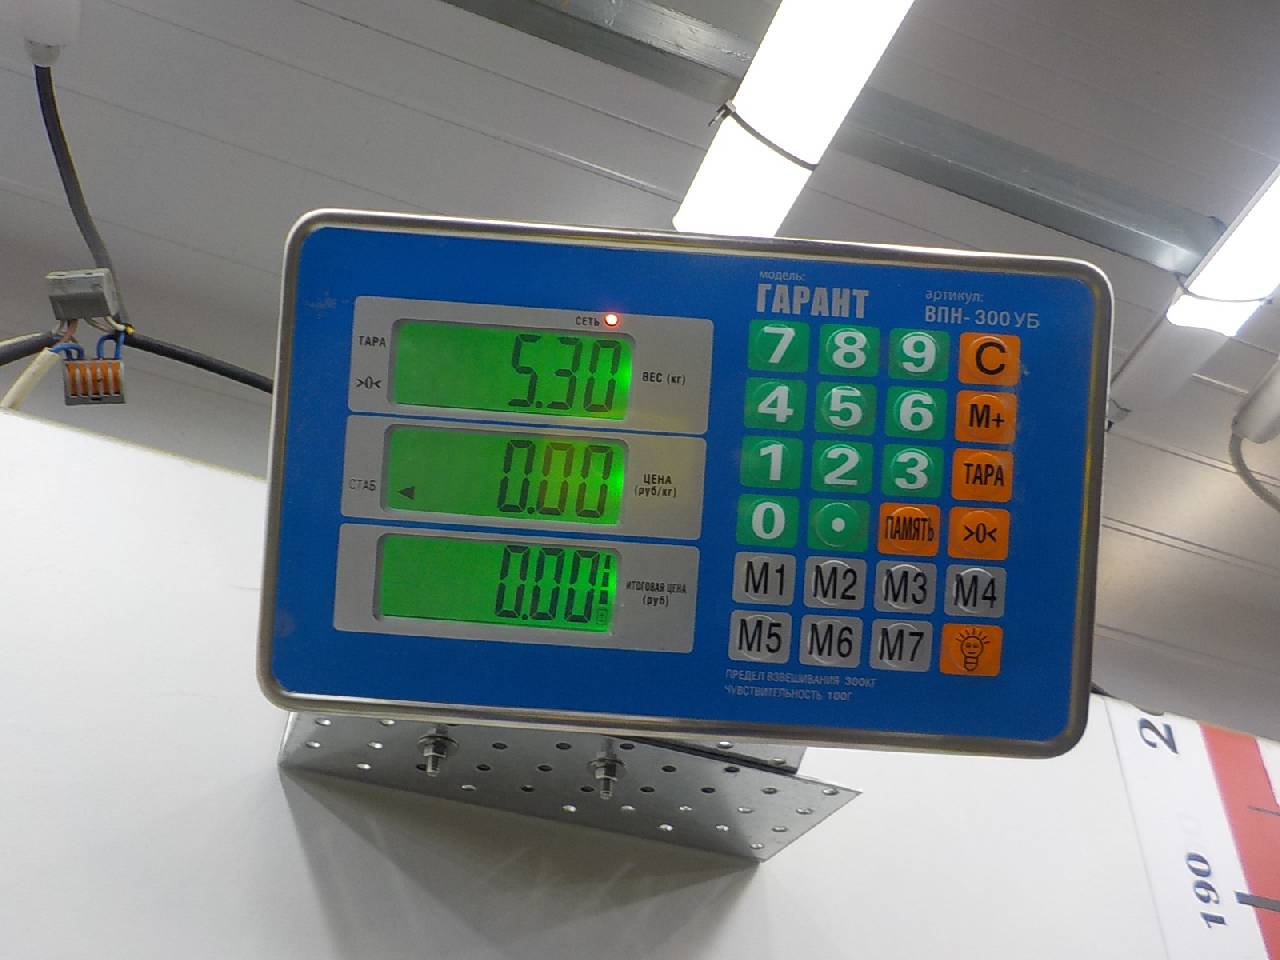 модель:
ГАРАНТ
артикул:
ВПН- 300 УБ
СЕТЬ
ТАРА
>0<
5.30
ВЕС (кг)
СТАБ
0.00
ЦЕНА
(руб/кг)
0.00
ИТОГОВАЯ ЦЕНА
(руб)
7 8 9 C
4 5 6 M+
1 2 3 ТАРА
0 . ПАМЯТЬ >0<
M1 M2 M3 M4
M5 M6 M7
ПРЕДЕЛ ВЗВЕШИВАНИЯ 300КГ
ЧУВСТВИТЕЛЬНОСТЬ 100Г
190